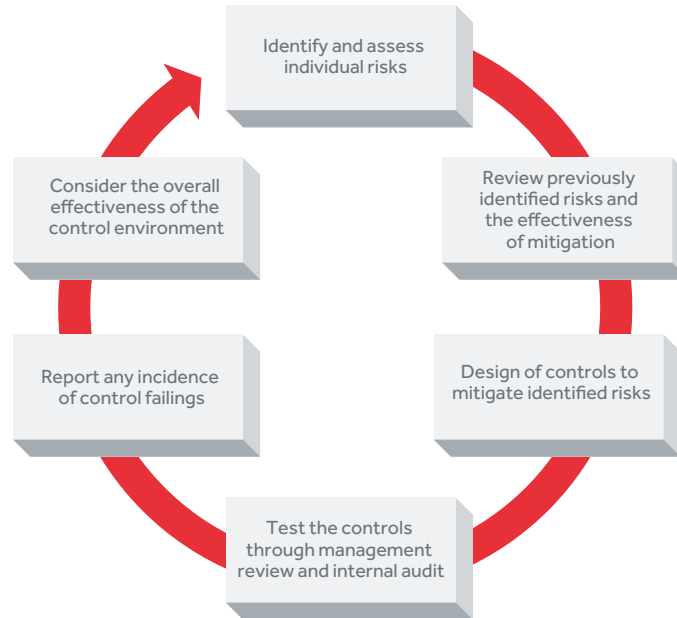 Identify and assess
individual risks
Review previously
identified risks and
the effectiveness
of mitigation
Design of controls to
mitigate identified risks
Test the controls
through management
review and internal audit
Report any incidence
of control failings
Consider the overall
effectiveness of the
control environment